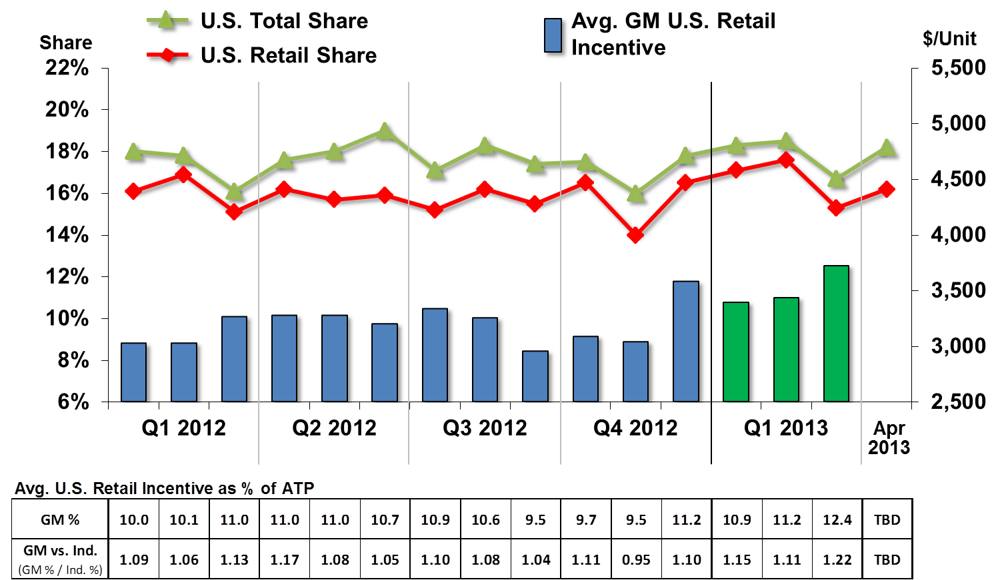 U.S. Total Share
U.S. Retail Share
Avg. GM U.S. Retail
Incentive
Share
$/Unit
22%
20%
18%
16%
14%
12%
10%
8%
6%
5,500
5,000
4,500
4,000
3,500
3,000
2,500
Q1 2012
Q2 2012
Q3 2012
Q4 2012
Q1 2013
Apr
2013
Avg. U.S. Retail Incentive as % of ATP
GM % 10.0 10.1 11.0 11.0 11.0 10.7 10.9 10.6 9.5 9.7 9.5 11.2 10.9 11.2 12.4 TBD
GM vs. Ind. 1.09 1.06 1.13 1.17 1.08 1.05 1.10 1.08 1.04 1.11 0.95 1.10 1.15 1.11 1.22 TBD
(GM % / Ind. %)